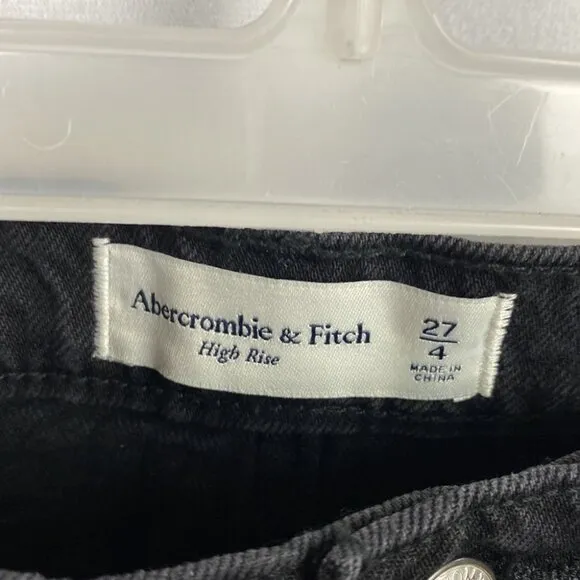 Abercrombie & Fitch
High Rise
27
4
MADE IN
CHINA